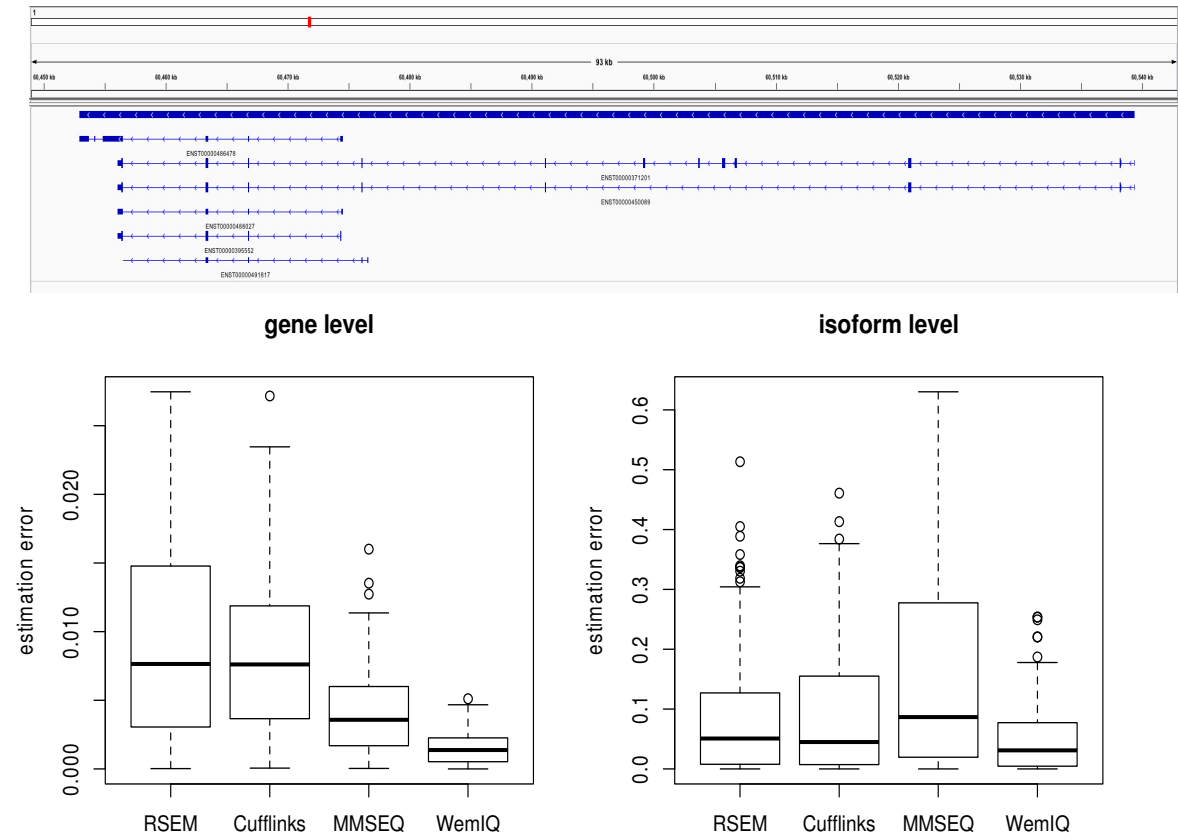 1
93 kb
60,450 kb 60,460 kb 60,470 kb 60,480 kb 60,490 kb 60,500 kb 60,510 kb 60,520 kb 60,530 kb 60,540 kb
ENST00000486478
ENST00000371201
ENST00000450089
ENST00000488027
ENST00000395552
ENST00000491817
gene level
estimation error
0.000 0.010 0.020
RSEM Cufflinks MMSEQ WemIQ
isoform level
estimation error
0.0 0.1 0.2 0.3 0.4 0.5 0.6
RSEM Cufflinks MMSEQ WemIQ